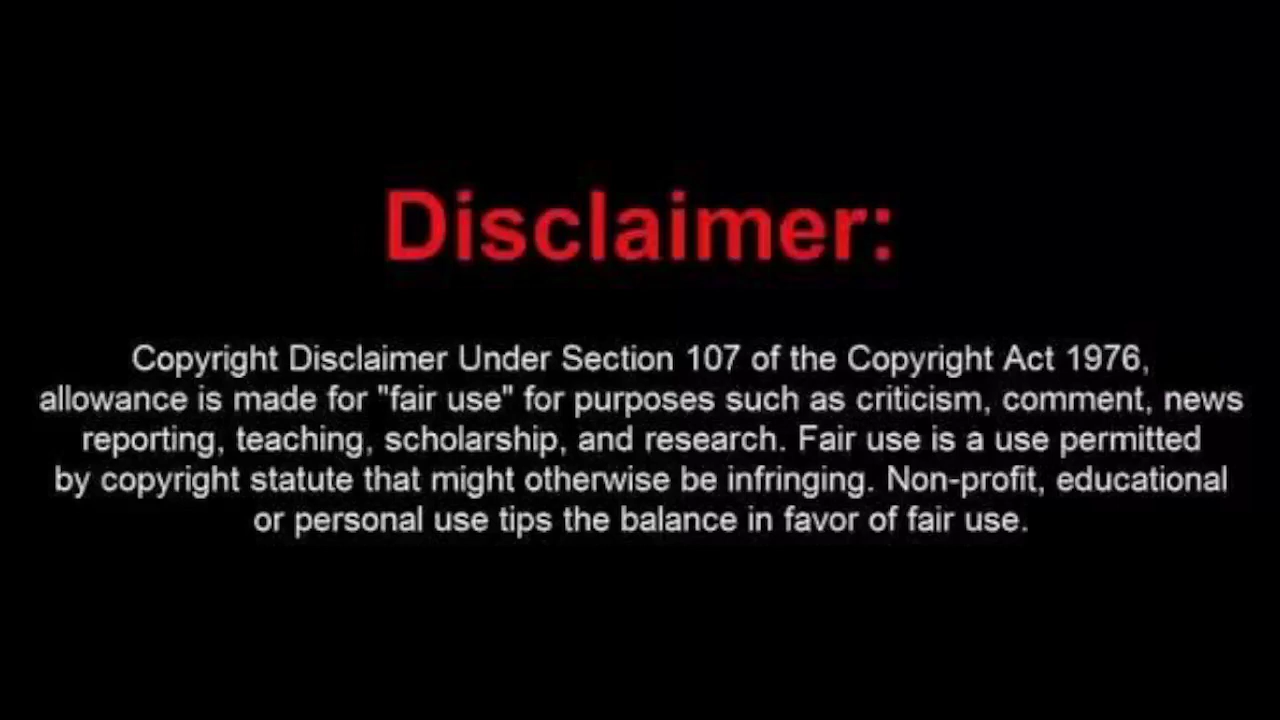 Disclaimer:
Copyright Disclaimer Under Section 107 of the Copyright Act 1976,
allowance is made for "fair use" for purposes such as criticism, comment, news
reporting, teaching, scholarship, and research. Fair use is a use permitted
by copyright statute that might otherwise be infringing. Non-profit, educational
or personal use tips the balance in favor of fair use.